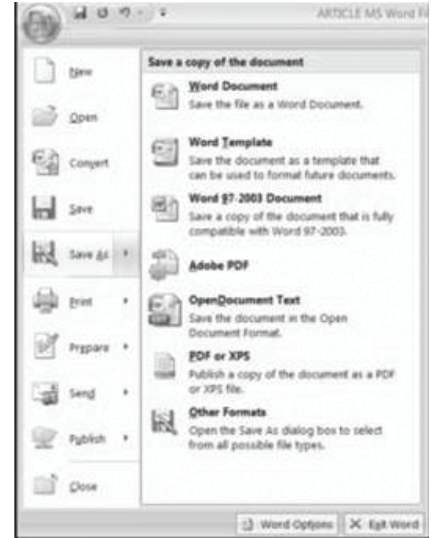 ARTICLE MS Word
New
Open
Convert
Save
Save As
Print
Prepare
Send
Publish
Close
Save a copy of the document
Word Document
Save the file as a Word Document.
Word Template
Save the document as a template that
can be used to format future documents.
Word 97-2003 Document
Save a copy of the document that is fully
compatible with Word 97-2003.
Adobe PDF
OpenDocument Text
Save the document in the Open
Document Format.
PDF or XPS
Publish a copy of the document as a PDF
or XPS file.
Other Formats
Open the Save As dialog box to select
from all possible file types.
Word Options
Exit Word